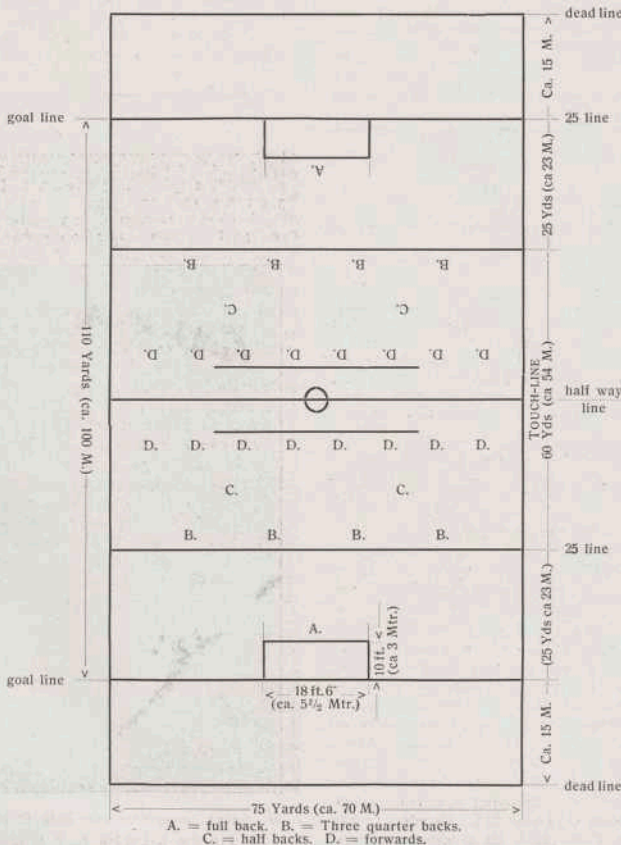 dead line
Ca. 15 M.
goal line
25 line
A.
25 Yds (ca 23 M.)
B. B. B. B.
C. C.
D. D. D. D. D. D. D. D.
110 Yards (ca. 100 M.)
TOUCH-LINE
60 Yds (ca 54 M.)
half way
line
D. D. D. D. D. D. D. D.
C. C.
B. B. B. B.
25 line
(25 Yds ca 23 M.)
A.
10 ft.
(ca 3 Mtr.)
goal line
18 ft.6"
(ca. 5²/₂ Mtr.)
Ca. 15 M.
dead line
75 Yards (ca. 70 M.)
A. = full back. B. = Three quarter backs.
C. = half backs. D. = forwards.